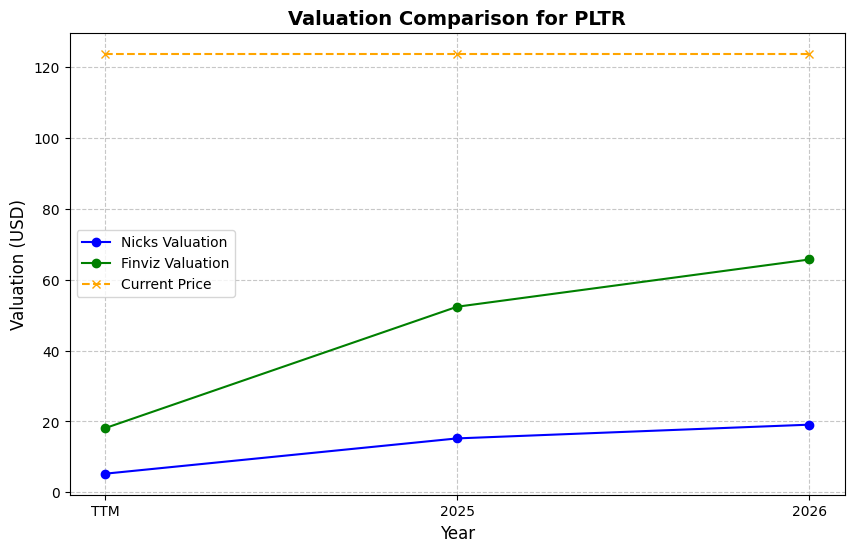 Valuation Comparison for PLTR
Valuation (USD)
120
100
80
60
40
20
0
Nicks Valuation
Finviz Valuation
Current Price
TTM
2025
2026
Year